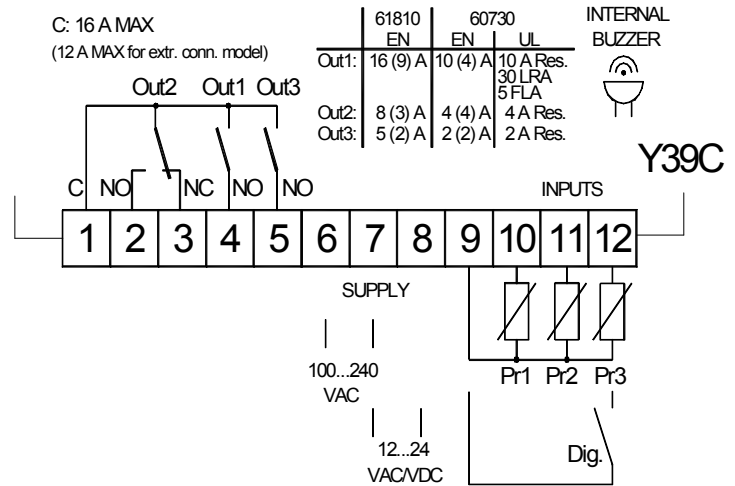 C: 16 A MAX
(12 A MAX for extr. conn. model)
61810 60730
EN EN UL
Out1: 16 (9) A 10 (4) A 10 A Res.
30 LRA
5 FLA
Out2: 8 (3) A 4 (4) A 4 A Res.
Out3: 5 (2) A 2 (2) A 2 A Res.
INTERNAL
BUZZER
Out2 Out1 Out3
Y39C
C NO NC NO NO
INPUTS
1 2 3 4 5 6 7 8 9 10 11 12
SUPPLY
100...240
VAC
Pr1 Pr2 Pr3
12...24
VAC/VDC
Dig.